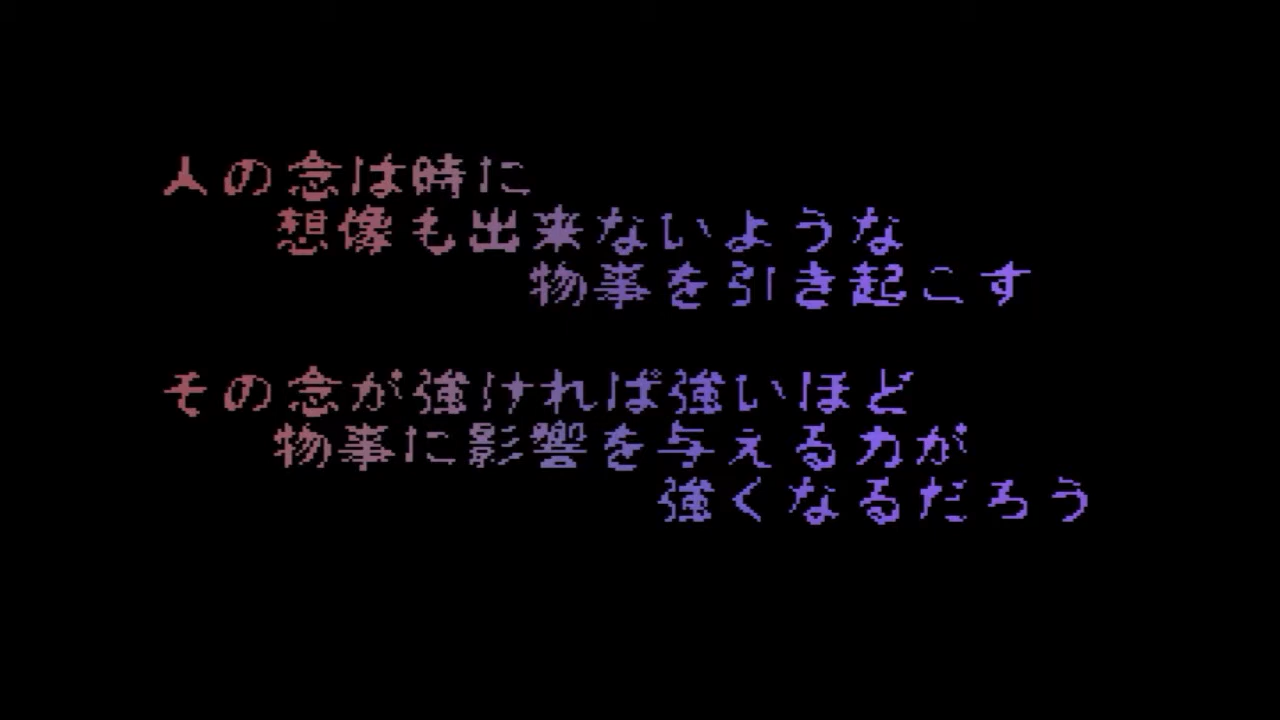 人の念は時に
想像も出来ないような
物事を引き起こす
その念が強ければ強いほど
物事に影響を与える力が
強くなるだろう